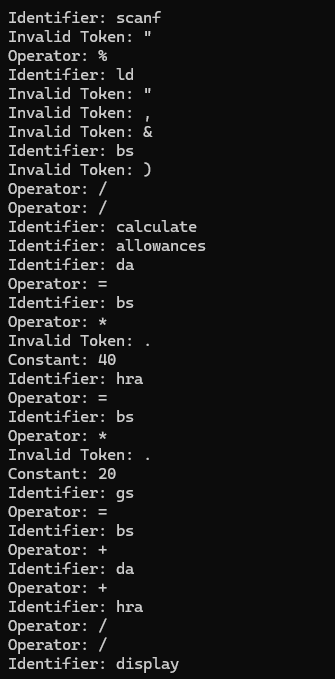 Identifier: scanf
Invalid Token: "
Operator: %
Identifier: ld
Invalid Token: "
Invalid Token: ,
Invalid Token: &
Identifier: bs
Invalid Token: )
Operator: /
Operator: /
Identifier: calculate
Identifier: allowances
Identifier: da
Operator: =
Identifier: bs
Operator: *
Invalid Token: .
Constant: 40
Identifier: hra
Operator: =
Identifier: bs
Operator: *
Invalid Token: .
Constant: 20
Identifier: gs
Operator: =
Identifier: bs
Operator: +
Identifier: da
Operator: +
Identifier: hra
Operator: /
Operator: /
Identifier: display